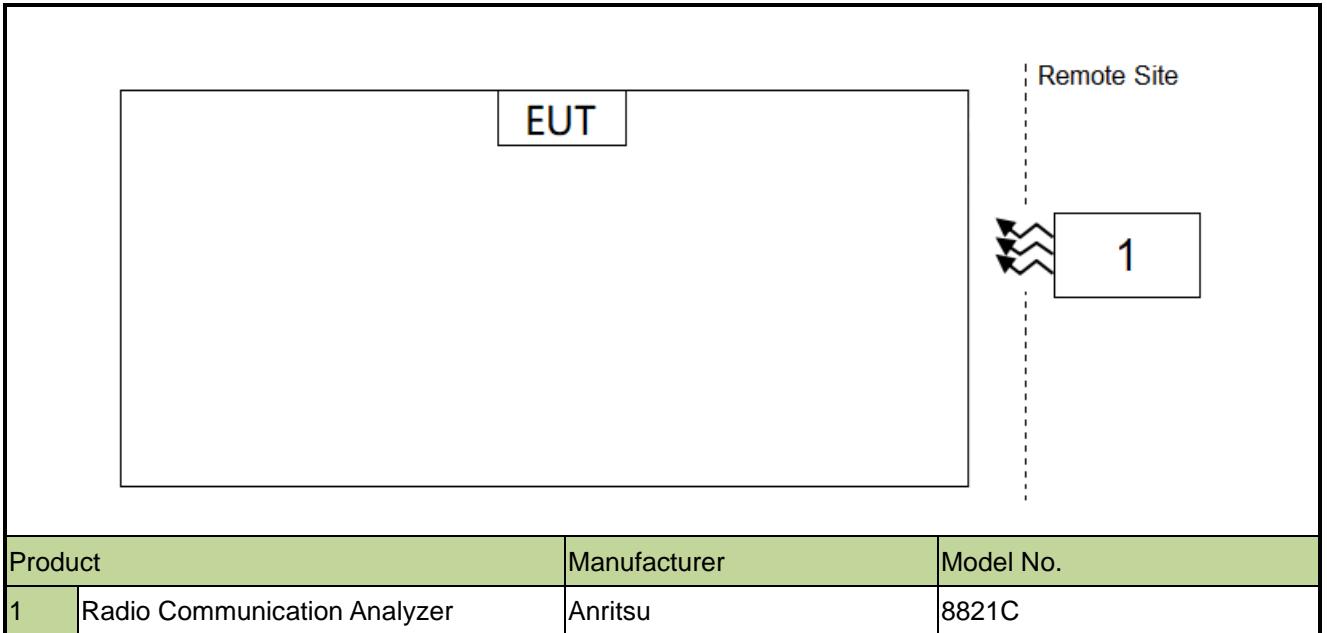 Remote Site
EUT
1
Product Manufacturer Model No.
1 Radio Communication Analyzer Anritsu 8821C